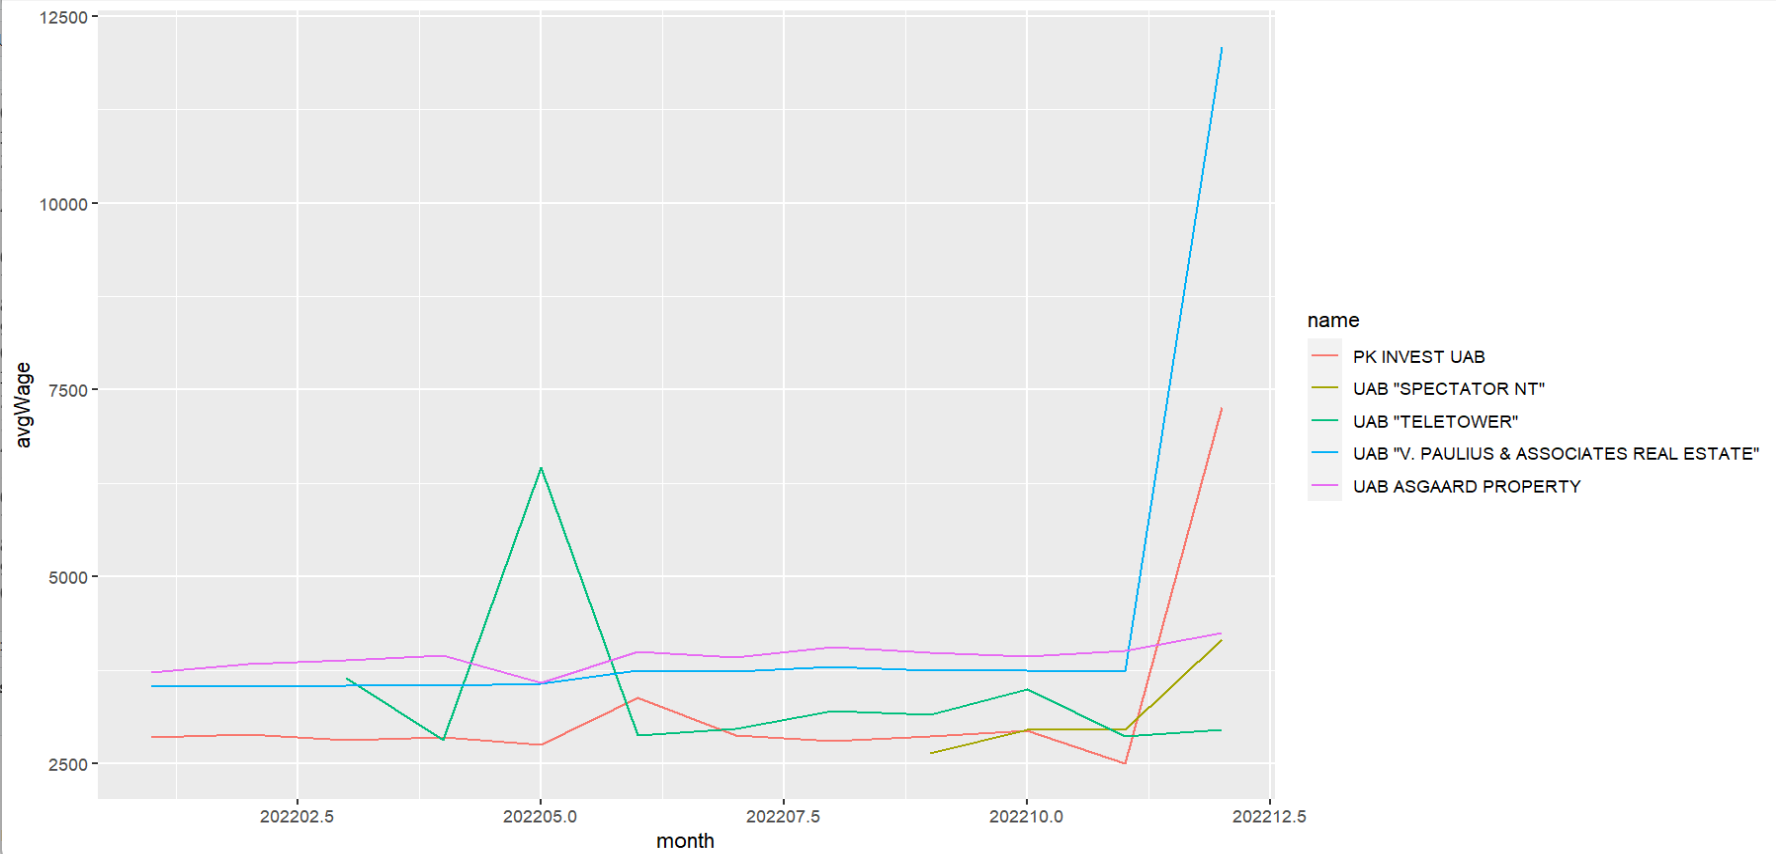 12500
10000
7500
5000
2500
avgWage
202202.5
202205.0
202207.5
202210.0
202212.5
month
name
PK INVEST UAB
UAB "SPECTATOR NT"
UAB "TELETOWER"
UAB "V. PAULIUS & ASSOCIATES REAL ESTATE"
UAB ASGAARD PROPERTY